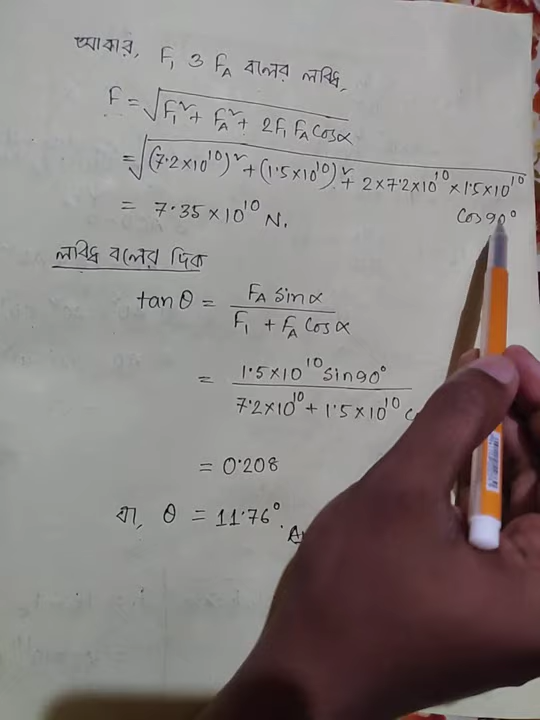 আবার, F₁ ও F_A বলের লব্ধি,
F = √(F₁² + F_A² + 2F₁ F_A Cosα)
= √((7.2×10¹⁰)² + (1.5×10¹⁰)² + 2×7.2×10¹⁰×1.5×10¹⁰
Cos90°)
= 7.35×10¹⁰ N.
লব্ধি বলের দিক
tanθ = F_A Sinα / (F₁ + F_A Cosα)
= 1.5×10¹⁰ Sin90° / (7.2×10¹⁰ + 1.5×10¹⁰
= 0.208
বা, θ = 11.76°.